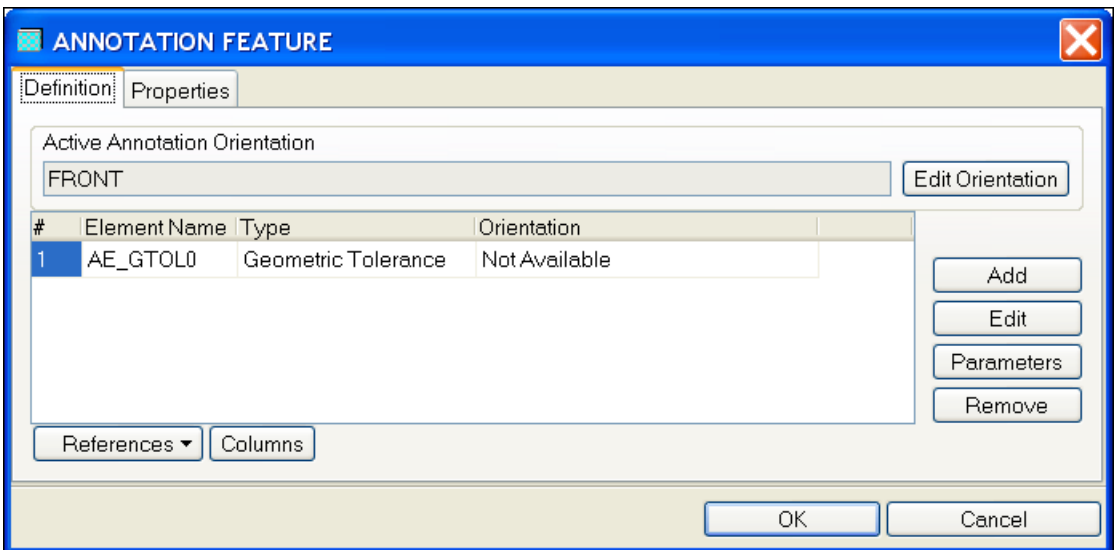 ANNOTATION FEATURE
Definition Properties
Active Annotation Orientation
FRONT Edit Orientation
# Element Name Type Orientation
1 AE_GTOL0 Geometric Tolerance Not Available
Add
Edit
Parameters
Remove
References Columns
OK Cancel